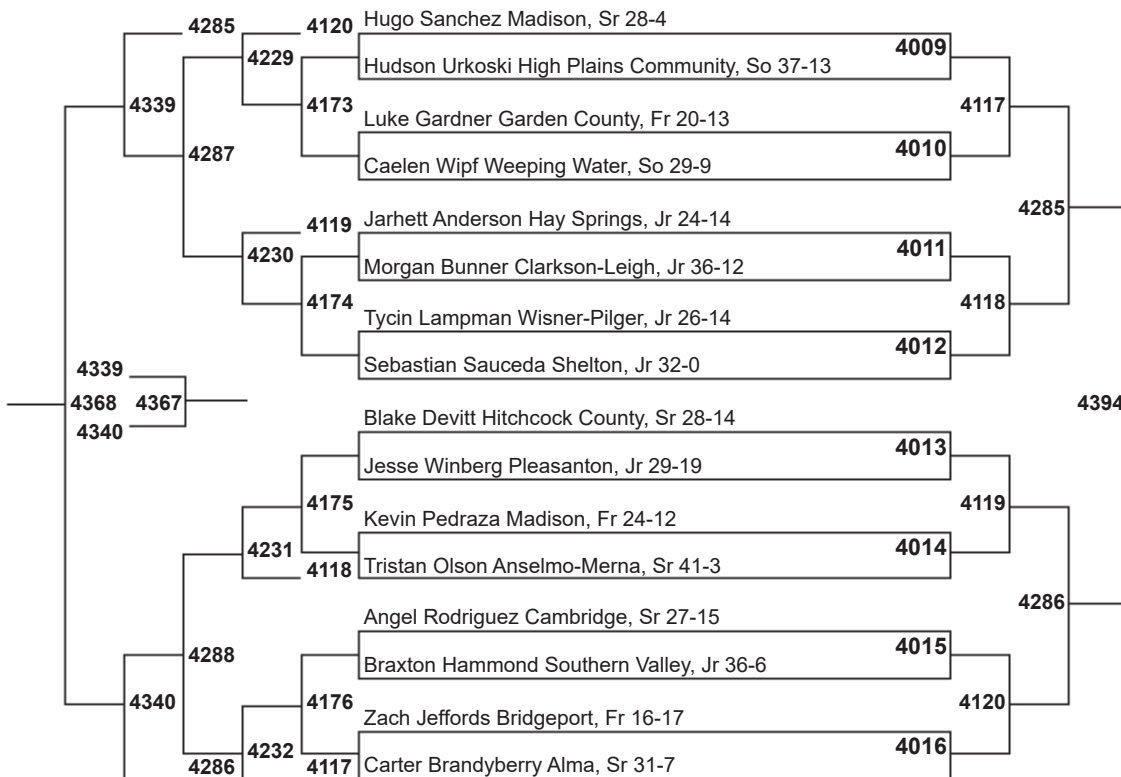 4285
4120
Hugo Sanchez Madison, Sr 28-4
4009
4229
Hudson Urkoski High Plains Community, So 37-13
4339
4173
4117
Luke Gardner Garden County, Fr 20-13
4287
4010
Caelen Wipf Weeping Water, So 29-9
4285
4119
Jarhett Anderson Hay Springs, Jr 24-14
4230
4011
Morgan Bunner Clarkson-Leigh, Jr 36-12
4174
4118
Tycin Lampman Wisner-Pilger, Jr 26-14
4012
Sebastian Sauceda Shelton, Jr 32-0
4339
4368
4367
4394
4340
Blake Devitt Hitchcock County, Sr 28-14
4013
Jesse Winberg Pleasanton, Jr 29-19
4175
4119
Kevin Pedraza Madison, Fr 24-12
4231
4014
4118
Tristan Olson Anselmo-Merna, Sr 41-3
4286
Angel Rodriguez Cambridge, Sr 27-15
4288
4015
Braxton Hammond Southern Valley, Jr 36-6
4340
4176
4120
Zach Jeffords Bridgeport, Fr 16-17
4232
4016
4286
4117
Carter Brandyberry Alma, Sr 31-7